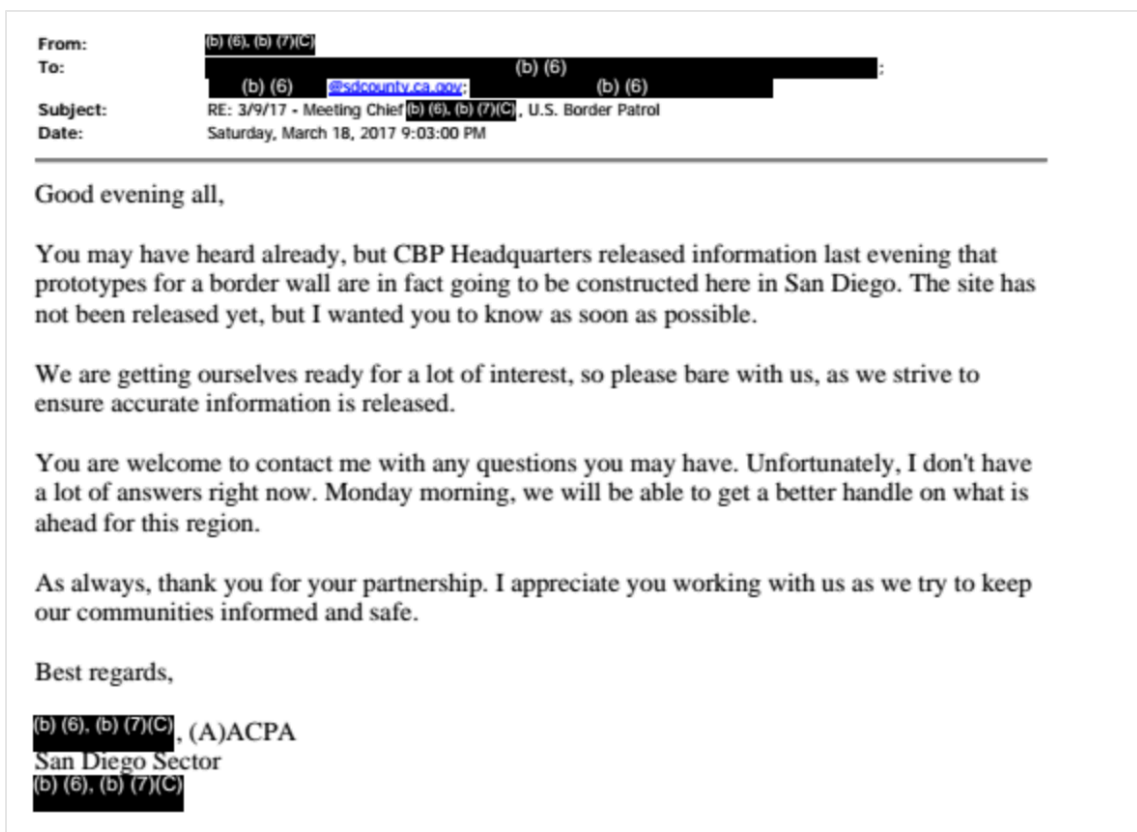 From: (b) (6), (b) (7)(C)
To: (b) (6) ;
(b) (6) @sdcounty.ca.gov; (b) (6)
Subject: RE: 3/9/17 - Meeting Chief (b) (6), (b) (7)(C) , U.S. Border Patrol
Date: Saturday, March 18, 2017 9:03:00 PM
Good evening all,
You may have heard already, but CBP Headquarters released information last evening that
prototypes for a border wall are in fact going to be constructed here in San Diego. The site has
not been released yet, but I wanted you to know as soon as possible.
We are getting ourselves ready for a lot of interest, so please bare with us, as we strive to
ensure accurate information is released.
You are welcome to contact me with any questions you may have. Unfortunately, I don't have
a lot of answers right now. Monday morning, we will be able to get a better handle on what is
ahead for this region.
As always, thank you for your partnership. I appreciate you working with us as we try to keep
our communities informed and safe.
Best regards,
(b) (6), (b) (7)(C) , (A)ACPA
San Diego Sector
(b) (6), (b) (7)(C)